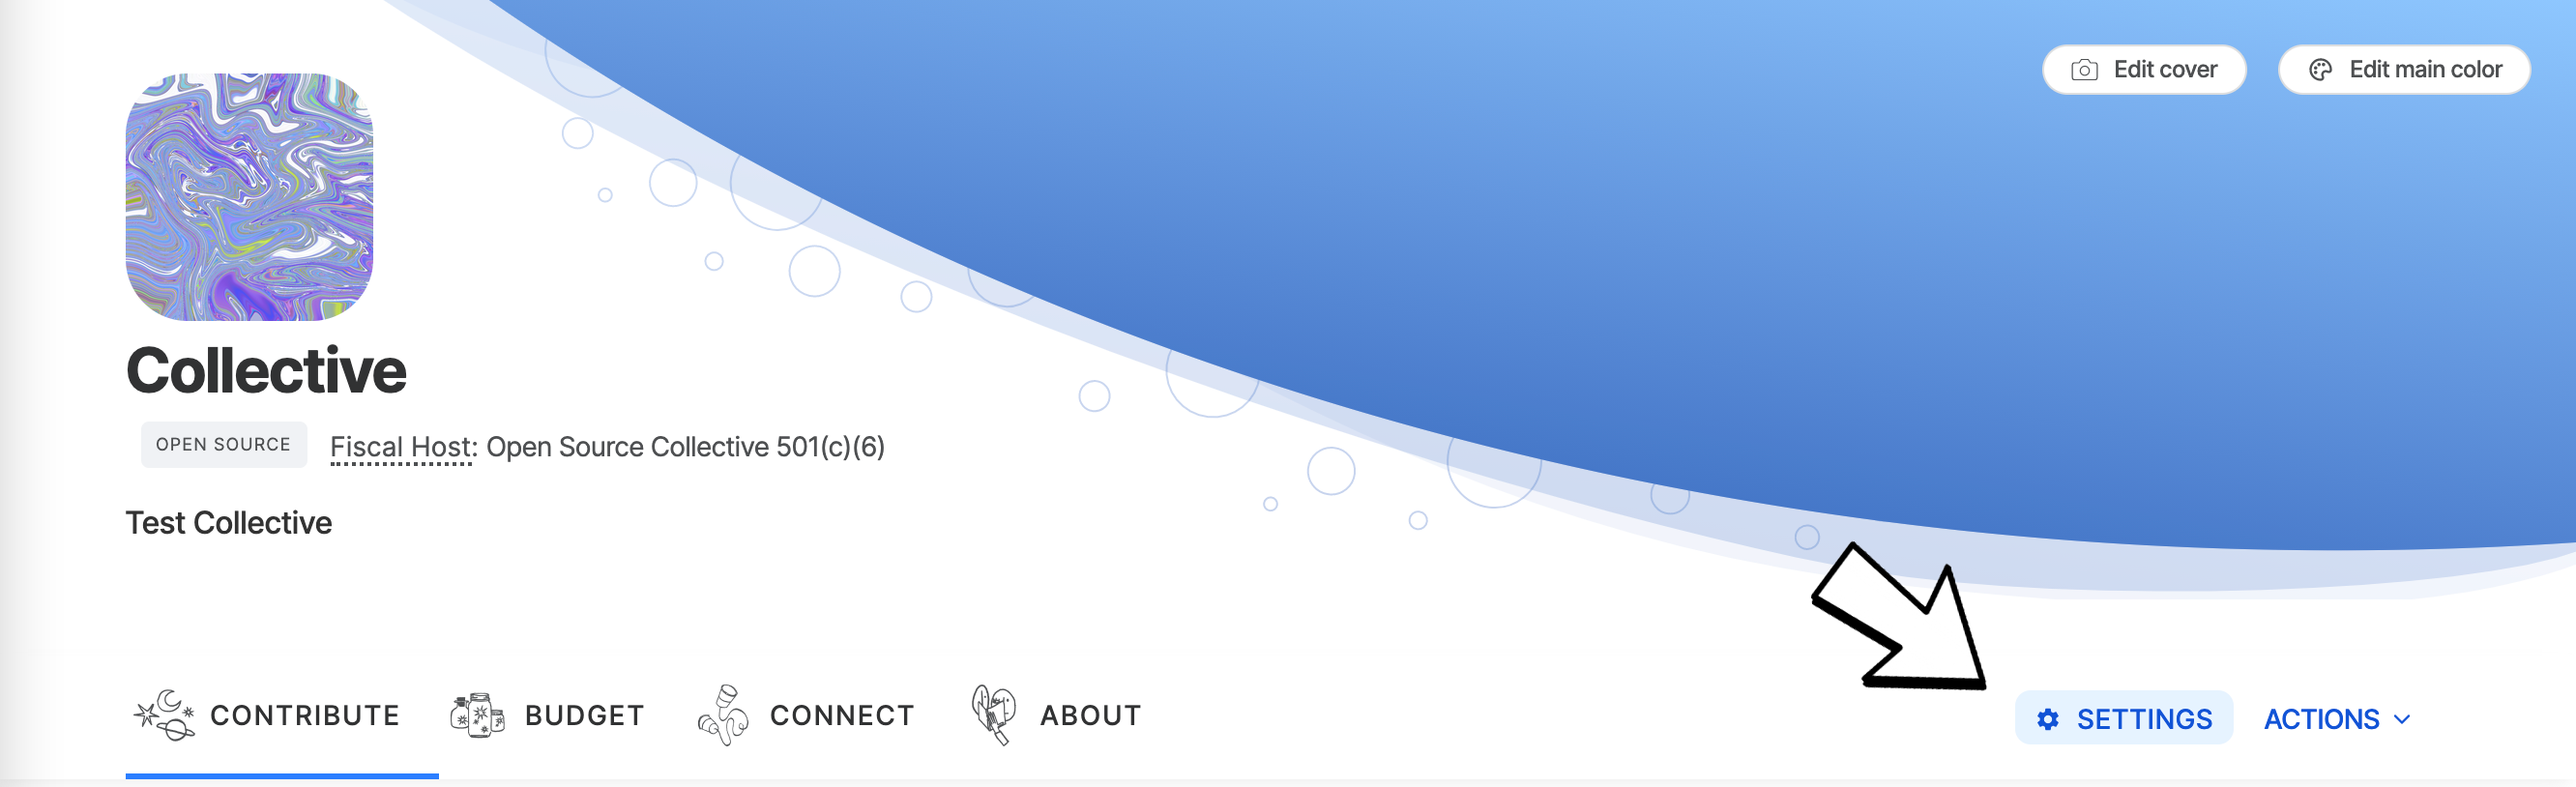 Edit cover
Edit main color
Collective
OPEN SOURCE
Fiscal Host: Open Source Collective 501(c)(6)
Test Collective
CONTRIBUTE
BUDGET
CONNECT
ABOUT
SETTINGS
ACTIONS